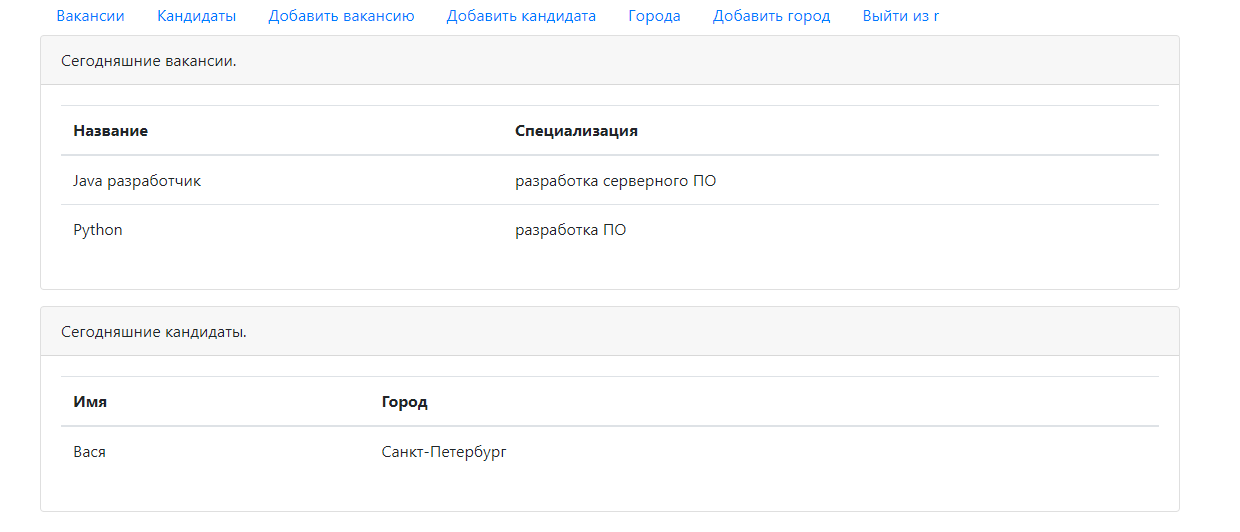 Вакансии Кандидаты Добавить вакансию Добавить кандидата Города Добавить город Выйти из r
Сегодняшние вакансии.
Название Специализация
Java разработчик разработка серверного ПО
Python разработка ПО
Сегодняшние кандидаты.
Имя Город
Вася Санкт-Петербург